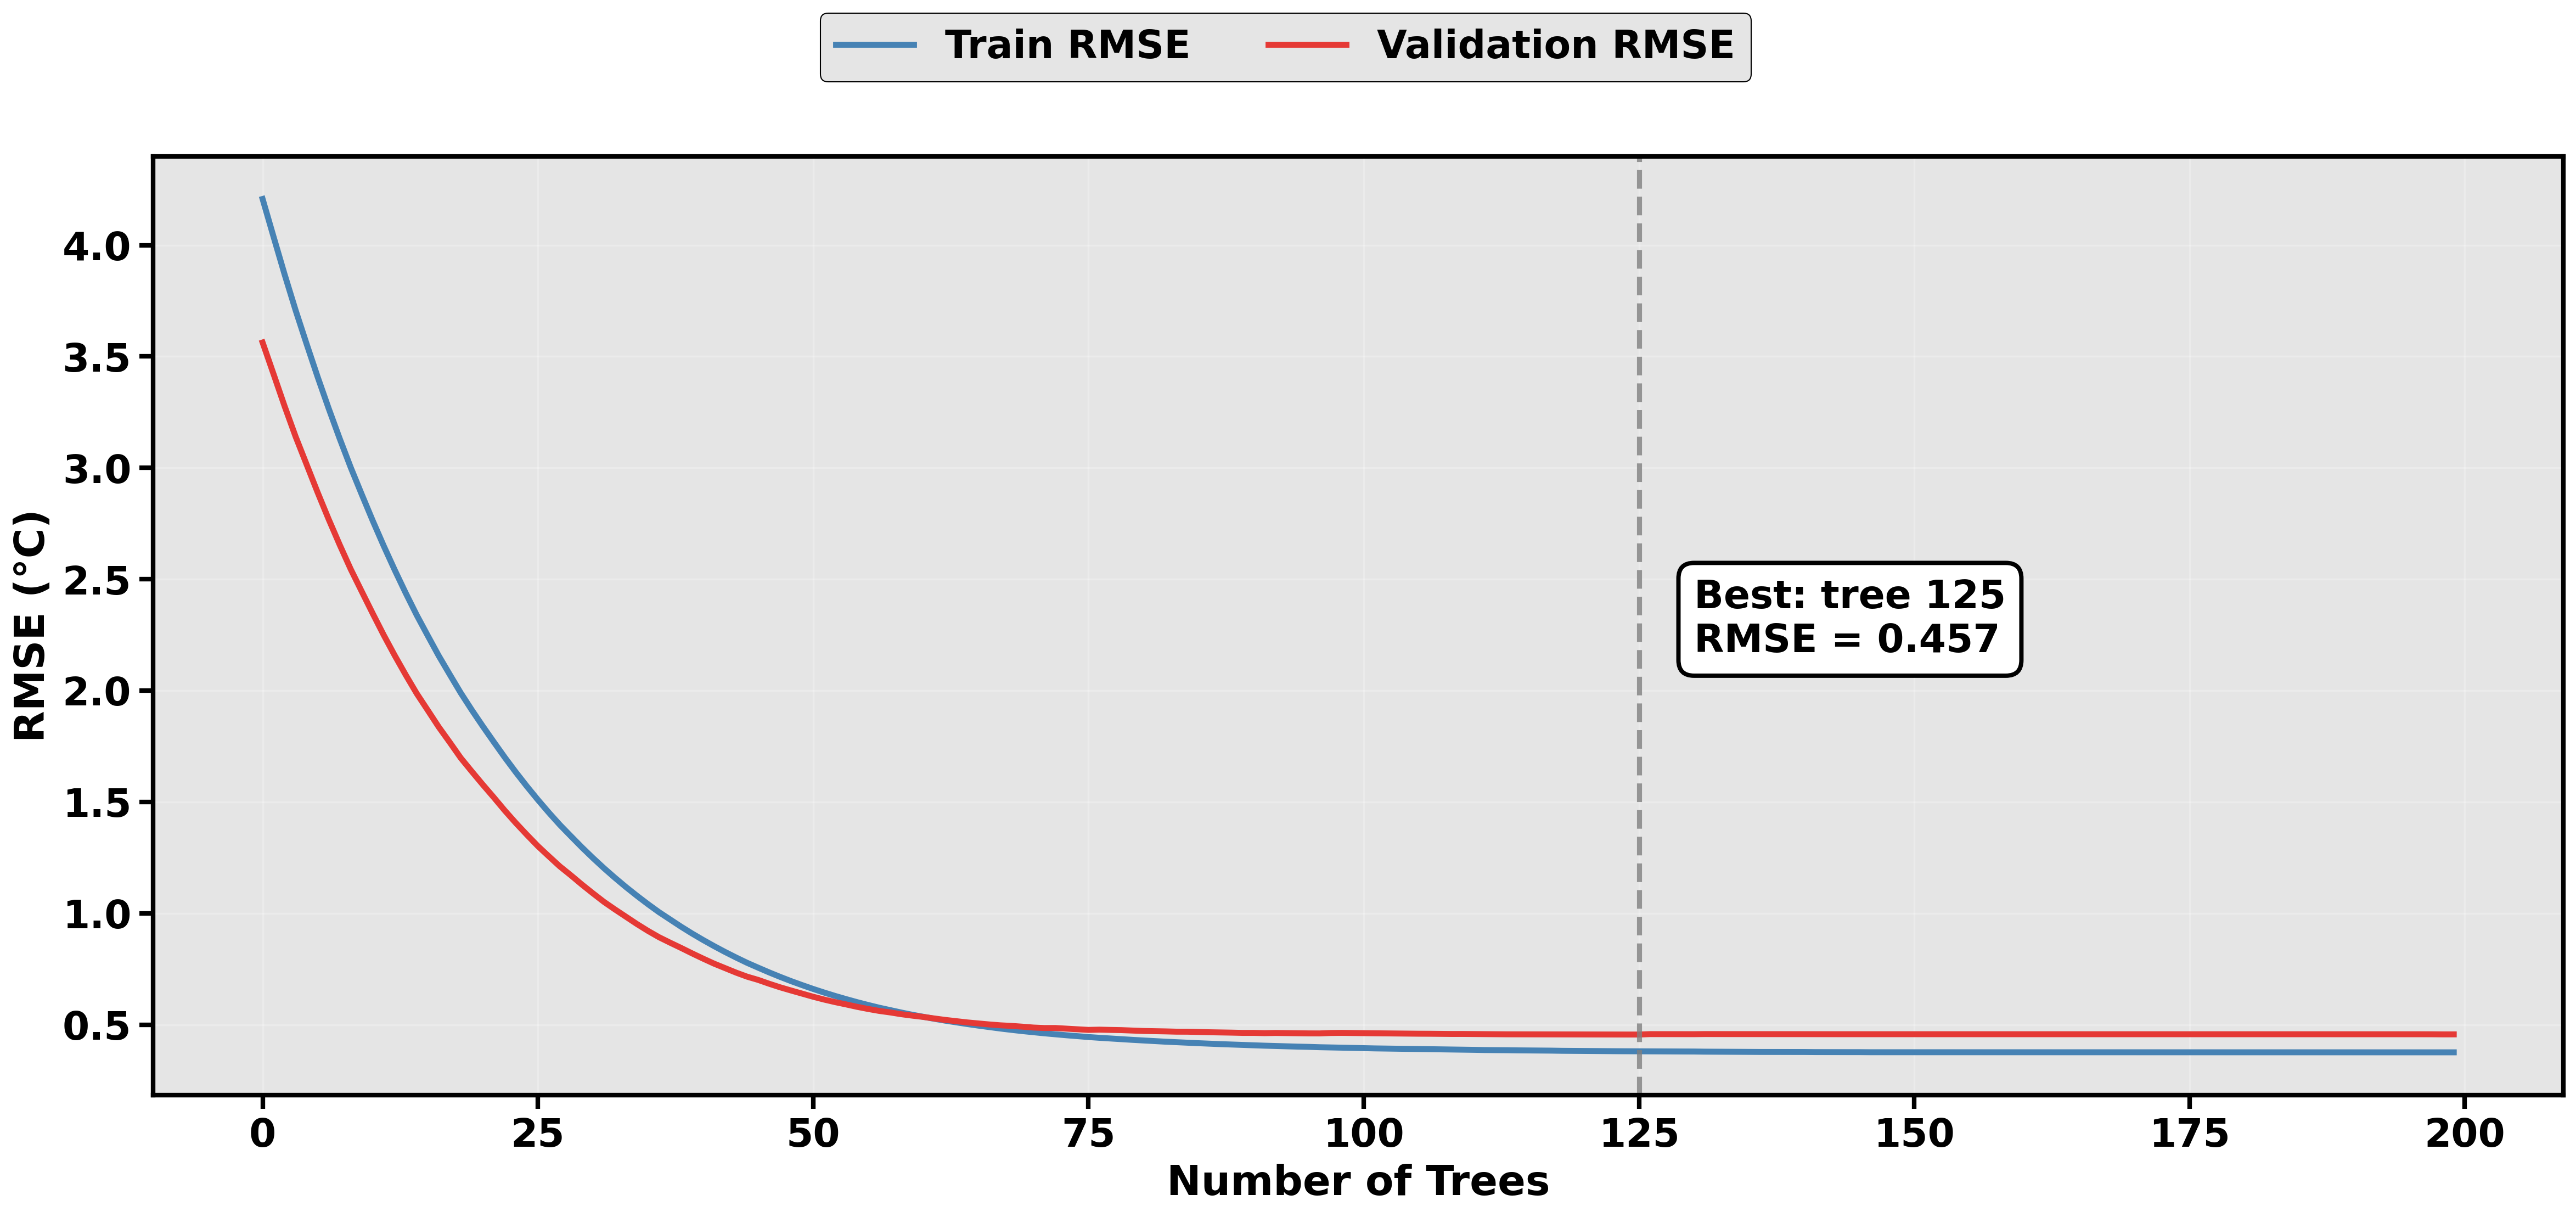 Train RMSE
Validation RMSE
RMSE (°C)
4.0
3.5
3.0
2.5
2.0
1.5
1.0
0.5
Best: tree 125
RMSE = 0.457
0 25 50 75 100 125 150 175 200
Number of Trees